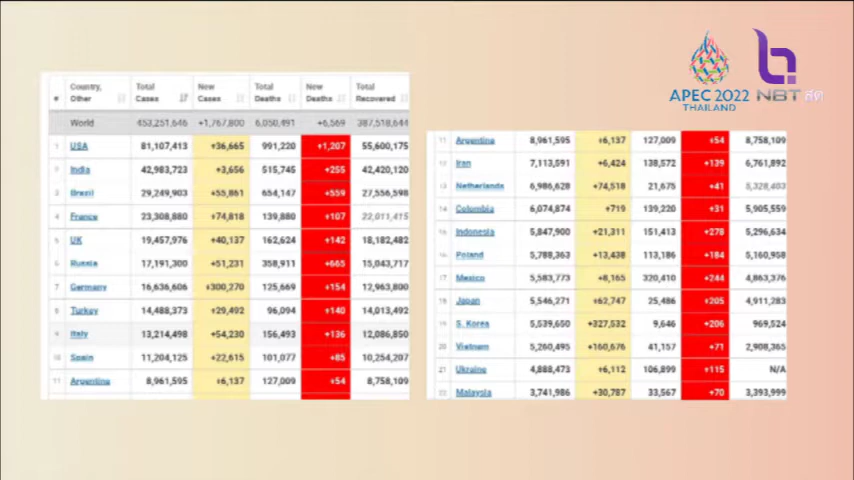 APEC 2022
THAILAND
NBT สด
# Country, Other Total Cases New Cases Total Deaths New Deaths Total Recovered
World 453,251,646 +1,767,800 6,050,491 +6,569 387,518,644
1 USA 81,107,413 +36,665 991,220 +1,207 55,600,175
2 India 42,983,723 +3,656 515,745 +255 42,420,120
3 Brazil 29,249,903 +55,861 654,147 +559 27,556,598
4 France 23,308,880 +74,818 139,880 +107 22,011,415
5 UK 19,457,976 +40,137 162,624 +142 18,182,482
6 Russia 17,191,300 +51,231 358,911 +665 15,043,717
7 Germany 16,636,606 +300,270 125,669 +154 12,963,800
8 Turkey 14,488,373 +29,492 96,094 +140 14,013,492
9 Italy 13,214,498 +54,230 156,493 +136 12,086,850
10 Spain 11,204,125 +22,615 101,077 +85 10,254,207
11 Argentina 8,961,595 +6,137 127,009 +54 8,758,109
11 Argentina 8,961,595 +6,137 127,009 +54 8,758,109
12 Iran 7,113,591 +6,424 138,572 +139 6,761,892
13 Netherlands 6,986,628 +74,518 21,675 +41 5,328,403
14 Colombia 6,074,874 +719 139,220 +31 5,905,559
15 Indonesia 5,847,900 +21,311 151,413 +278 5,296,634
16 Poland 5,788,363 +13,438 113,186 +184 5,160,958
17 Mexico 5,583,773 +8,165 320,410 +244 4,863,376
18 Japan 5,546,271 +62,747 25,486 +205 4,911,283
19 S. Korea 5,539,650 +327,532 9,646 +206 969,524
20 Vietnam 5,260,495 +160,676 41,157 +71 2,908,365
21 Ukraine 4,888,473 +6,112 106,899 +115 N/A
22 Malaysia 3,741,986 +30,787 33,567 +70 3,393,999